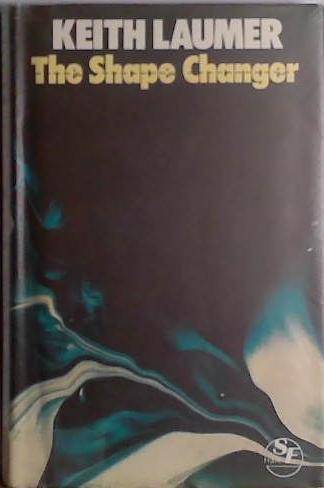 KEITH LAUMER
The Shape Changer
SF